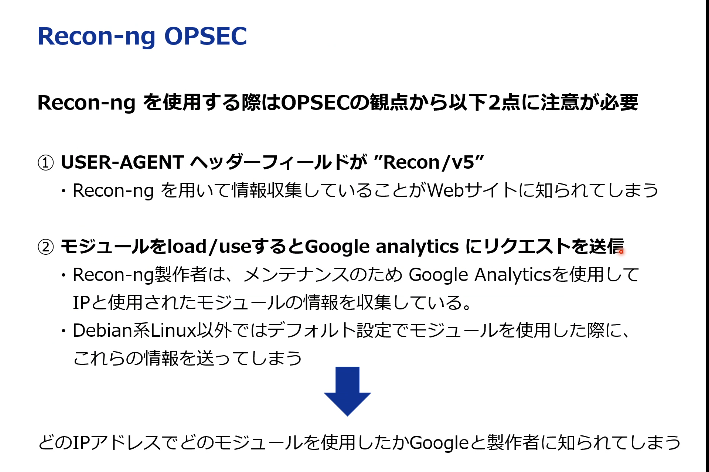 Recon-ng OPSEC
Recon-ng を使用する際はOPSECの観点から以下2点に注意が必要
① USER-AGENT ヘッダーフィールドが ”Recon/v5”
・Recon-ng を用いて情報収集していることがWebサイトに知られてしまう
② モジュールをload/useするとGoogle analytics にリクエストを送信
・Recon-ng製作者は、メンテナンスのため Google Analyticsを使用して
IPと使用されたモジュールの情報を収集している。
・Debian系Linux以外ではデフォルト設定でモジュールを使用した際に、
これらの情報を送ってしまう
どのIPアドレスでどのモジュールを使用したかGoogleと製作者に知られてしまう